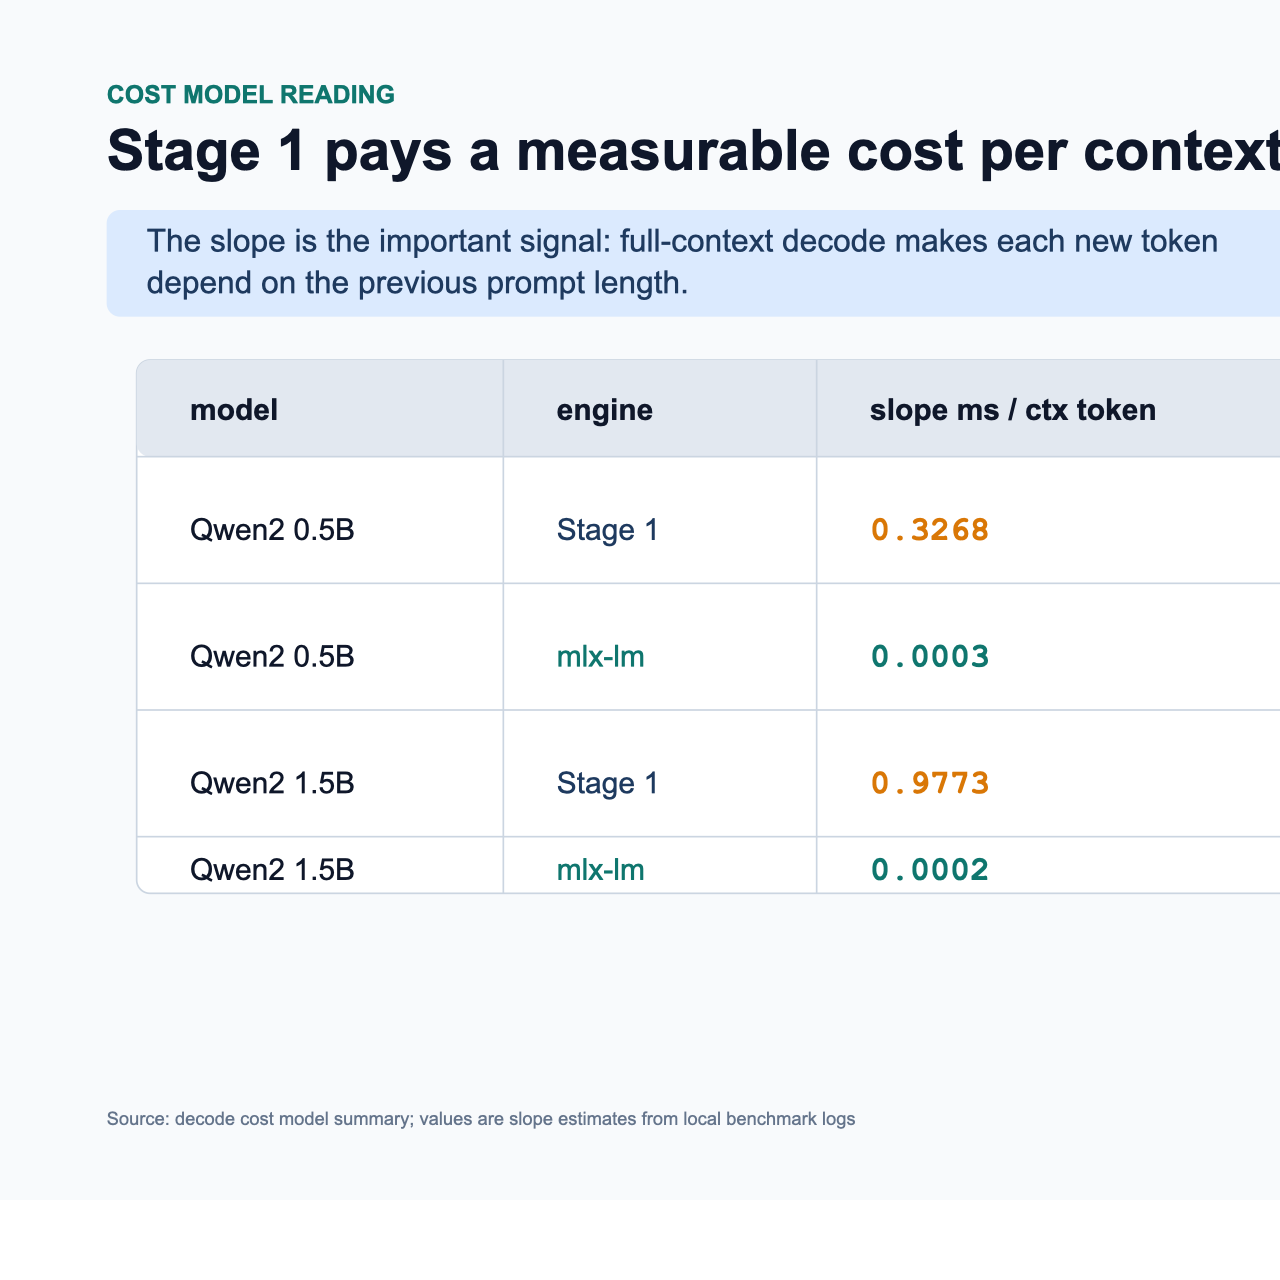 COST MODEL READING
Stage 1 pays a measurable cost per context
The slope is the important signal: full-context decode makes each new token
depend on the previous prompt length.
model engine slope ms / ctx token
Qwen2 0.5B Stage 1 0.3268
Qwen2 0.5B mlx-lm 0.0003
Qwen2 1.5B Stage 1 0.9773
Qwen2 1.5B mlx-lm 0.0002
Source: decode cost model summary; values are slope estimates from local benchmark logs